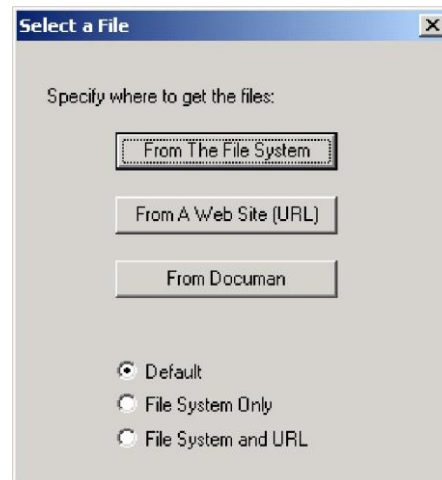 Select a File
Specify where to get the files:
From The File System
From A Web Site (URL)
From Documan
Default
File System Only
File System and URL